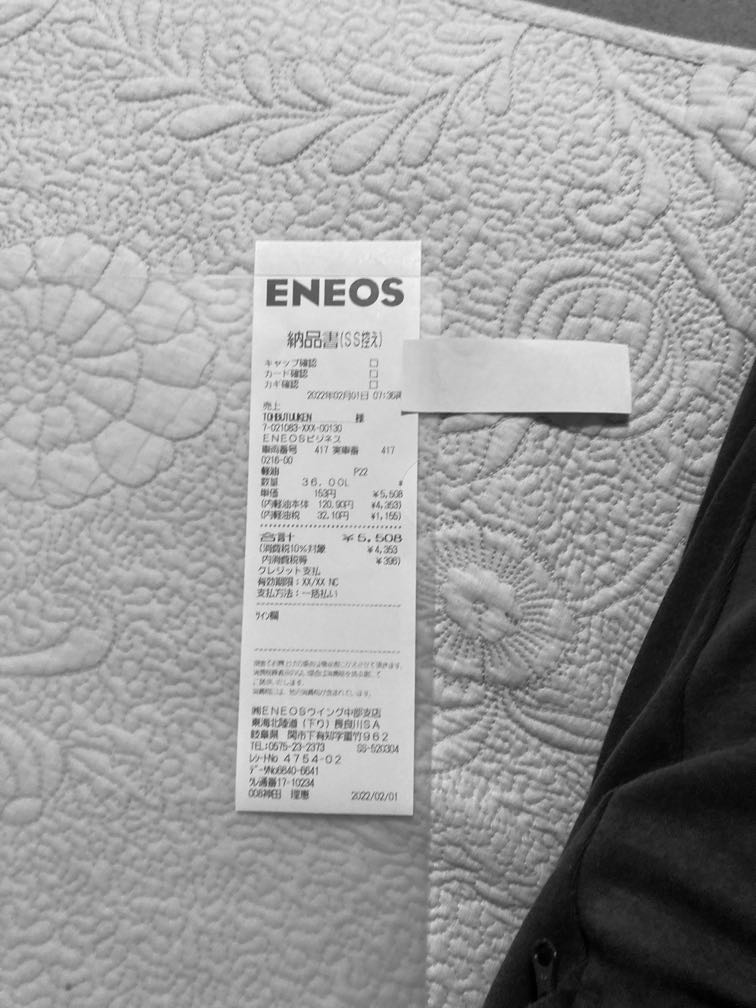 ENEOS
納品書(SS控え)
キャップ確認 □
カード確認 □
カギ確認 □
2022年02月01日 07:36
売上
TOHBUTUUKEN 様
7-021083-XXX-00130
ENEOSビジネス
車両番号 417 実車番 417
0216-00
軽油 P22
数量 36.00L
単価 153円 ¥5,508
(内軽油本体 120.90円 ¥4,353)
(内軽油税 32.10円 ¥1,155)
合計 ¥5,508
(消費税10%対象 ¥4,353
内消費税等 ¥396)
クレジット支払
有効期限:XX/XX NC
支払方法:一括払い
サイン欄
㈱ENEOSウイング中部支店
東海北陸道(下り)長良川SA
岐阜県 関市下有知字重竹962
TEL:0575-23-2373 SS-520304
レシートNo 4754-02
データNo6640-6641
クレ通番17-10234
008神田 理恵 2022/02/01